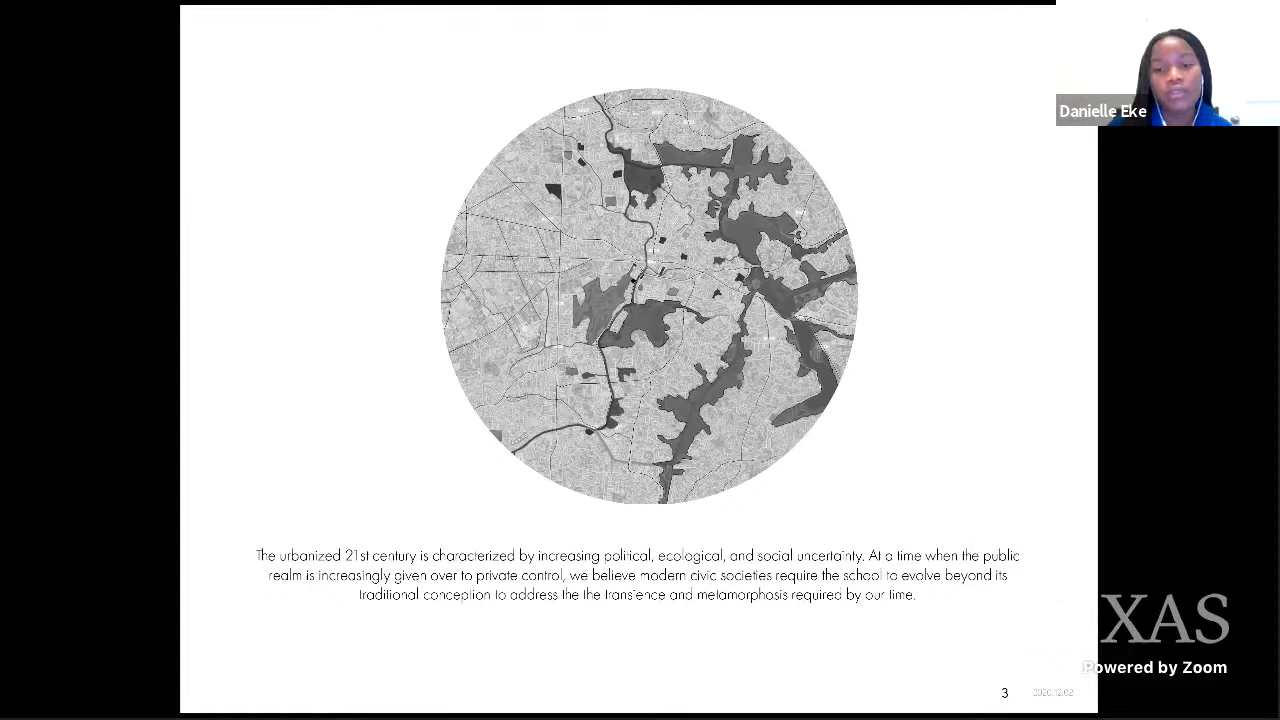 Danielle Eke
The urbanized 21st century is characterized by increasing political, ecological, and social uncertainty. At a time when the public
realm is increasingly given over to private control, we believe modern civic societies require the school to evolve beyond its
traditional conception to address the the transience and metamorphosis required by our time.
XAS
Powered by Zoom
3
2020.12.02